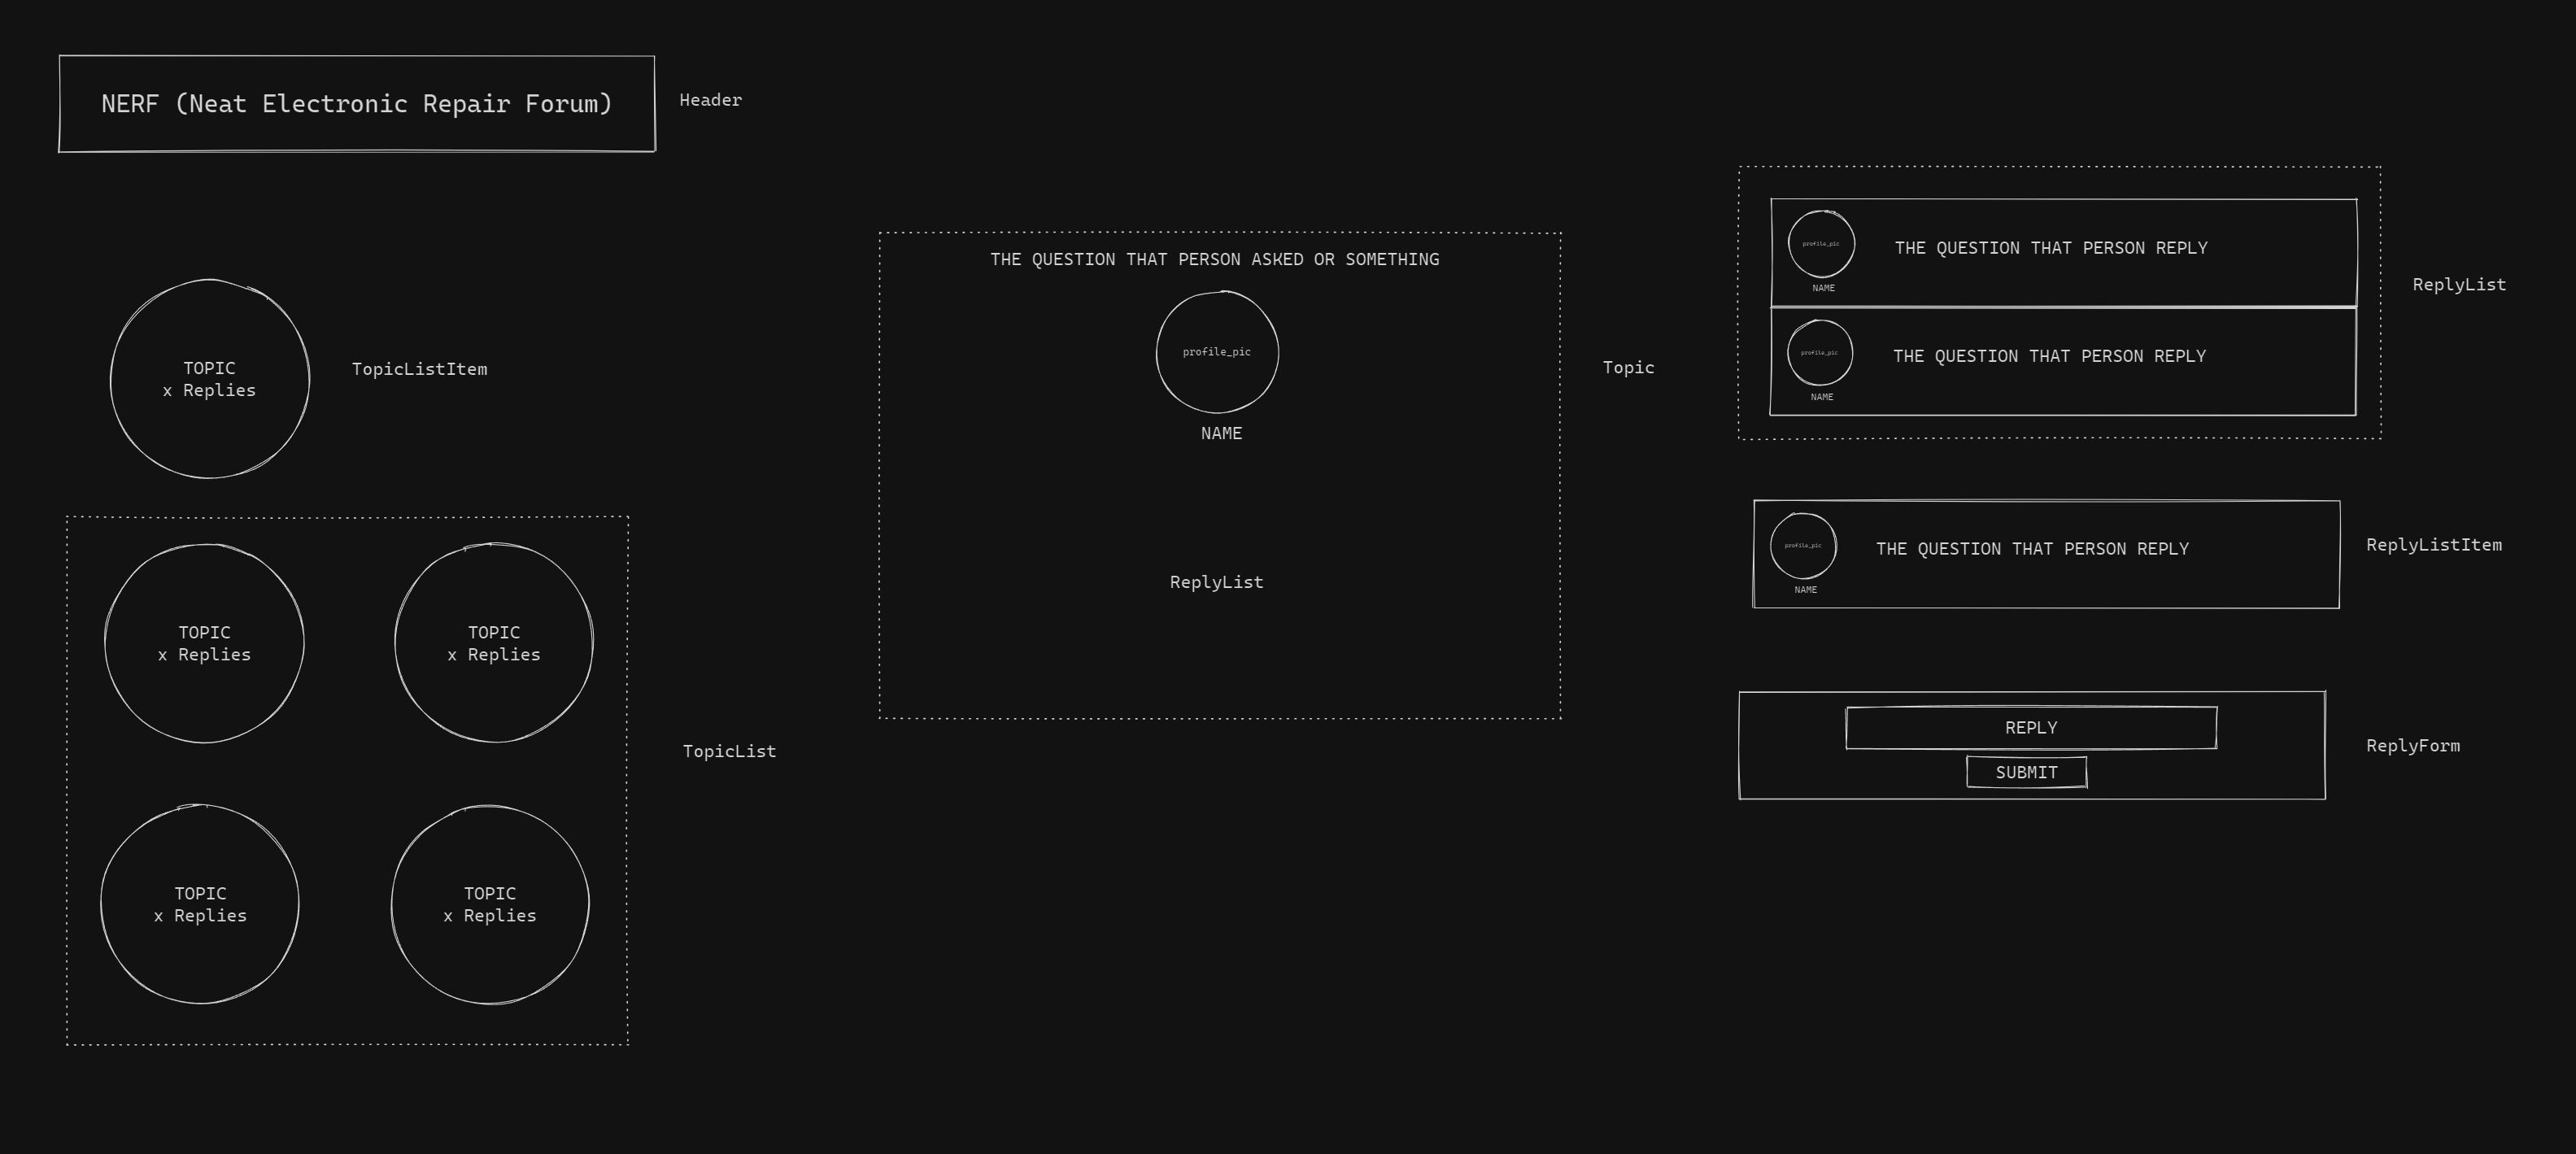 NERF (Neat Electronic Repair Forum)
Header
TOPIC
x Replies
TopicListItem
TOPIC
x Replies
TOPIC
x Replies
TOPIC
x Replies
TOPIC
x Replies
TopicList
THE QUESTION THAT PERSON ASKED OR SOMETHING
profile_pic
NAME
ReplyList
Topic
profile_pic
NAME
THE QUESTION THAT PERSON REPLY
profile_pic
NAME
THE QUESTION THAT PERSON REPLY
ReplyList
profile_pic
NAME
THE QUESTION THAT PERSON REPLY
ReplyListItem
REPLY
SUBMIT
ReplyForm